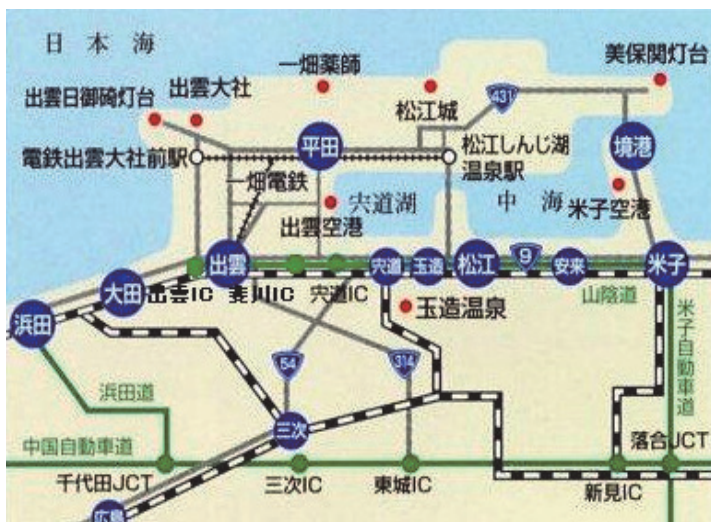 日本海
一畑薬師
美保関灯台
出雲日御碕灯台
出雲大社
松江城
431
電鉄出雲大社前駅
平田
松江しんじ湖
温泉駅
境港
一畑電鉄
宍道湖
中海
米子空港
出雲空港
出雲
宍道
玉造
松江
9
安来
米子
大田
出雲IC
斐川IC
宍道IC
山陰道
浜田
玉造温泉
米子自動車道
54
314
浜田道
三次
中国自動車道
落合JCT
千代田JCT
三次IC
東城IC
新見IC
広島